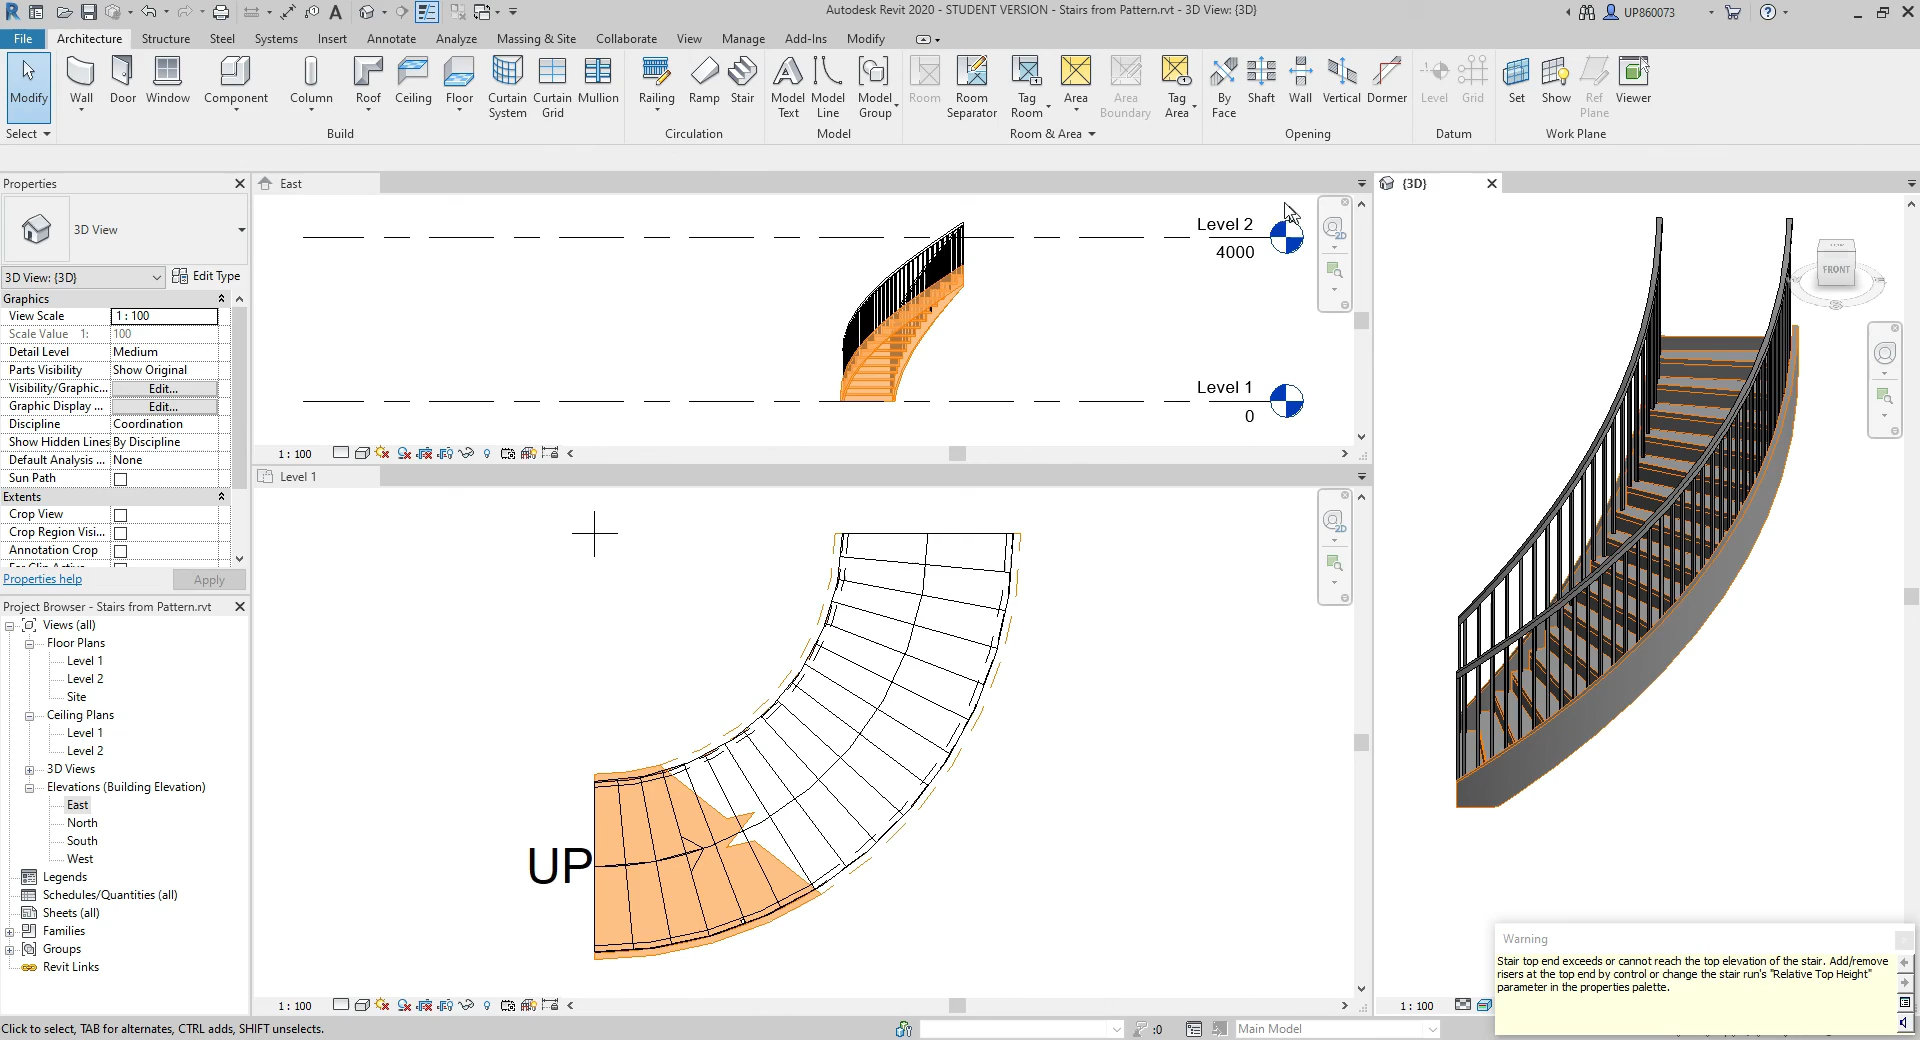 Autodesk Revit 2020 - STUDENT VERSION - Stairs from Pattern.rvt - 3D View: {3D}
UP860073
File Architecture Structure Steel Systems Insert Annotate Analyze Massing & Site Collaborate View Manage Add-Ins Modify
Modify Wall Door Window Component Column Roof Ceiling Floor Curtain System Curtain Grid Mullion Railing Ramp Stair Model Text Model Line Model Group Room Room Separator Tag Room Area Area Boundary Tag Area By Face Shaft Wall Vertical Dormer Level Grid Set Show Ref Plane Viewer
Select Build Circulation Model Room & Area Opening Datum Work Plane
Properties
3D View
3D View: {3D} Edit Type
Graphics
View Scale 1 : 100
Scale Value 1: 100
Detail Level Medium
Parts Visibility Show Original
Visibility/Graphic... Edit...
Graphic Display ... Edit...
Discipline Coordination
Show Hidden Lines By Discipline
Default Analysis ... None
Sun Path
Extents
Crop View
Crop Region Visi...
Annotation Crop
Properties help Apply
Project Browser - Stairs from Pattern.rvt
Views (all)
Floor Plans
Level 1
Level 2
Site
Ceiling Plans
Level 1
Level 2
3D Views
Elevations (Building Elevation)
East
North
South
West
Legends
Schedules/Quantities (all)
Sheets (all)
Families
Groups
Revit Links
East
Level 2
4000
Level 1
0
2D
1 : 100
Level 1
2D
UP
1 : 100
{3D}
FRONT
1 : 100
Warning
Stair top end exceeds or cannot reach the top elevation of the stair. Add/remove
risers at the top end by control or change the stair run's "Relative Top Height"
parameter in the properties palette.
Click to select, TAB for alternates, CTRL adds, SHIFT unselects.
:0
Main Model